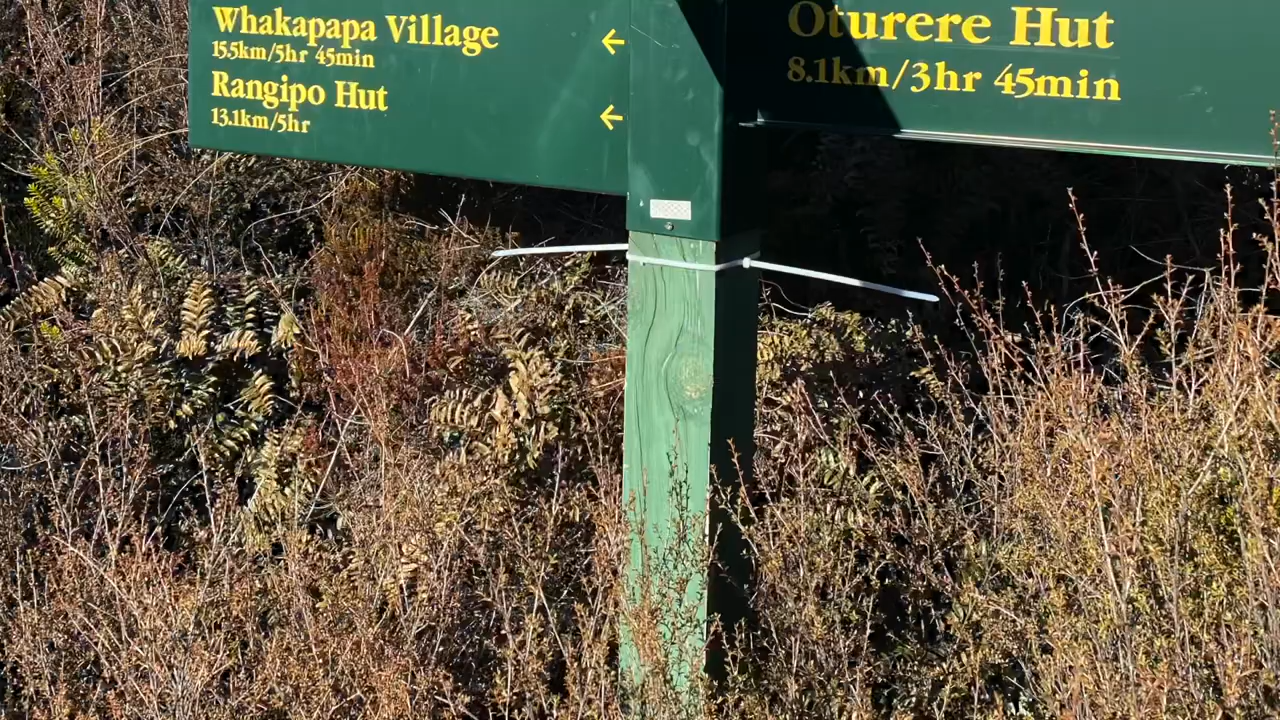 Whakapapa Village
15.5km/5hr 45min
Rangipo Hut
13.1km/5hr
Oturere Hut
8.1km/3hr 45min